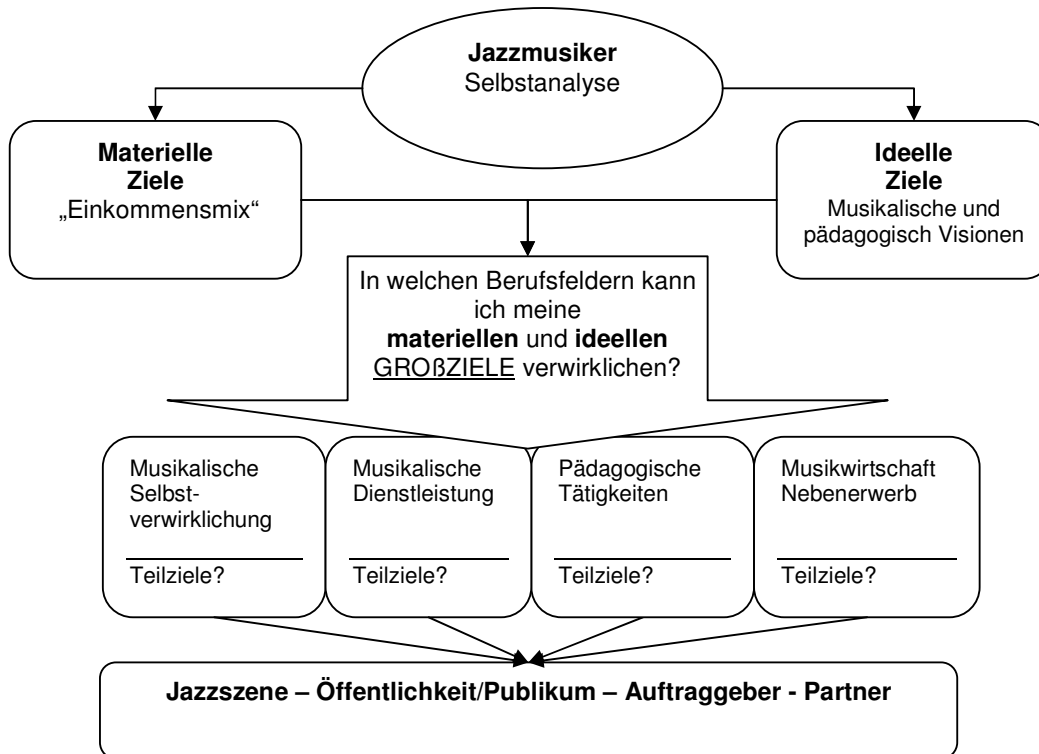 Jazzmusiker
Selbstanalyse
Materielle
Ziele
„Einkommensmix“
Ideelle
Ziele
Musikalische und
pädagogisch Visionen
In welchen Berufsfeldern kann
ich meine
materiellen und ideellen
GROßZIELE verwirklichen?
Musikalische
Selbst-
verwirklichung
Teilziele?
Musikalische
Dienstleistung
Teilziele?
Pädagogische
Tätigkeiten
Teilziele?
Musikwirtschaft
Nebenerwerb
Teilziele?
Jazzszene – Öffentlichkeit/Publikum – Auftraggeber - Partner